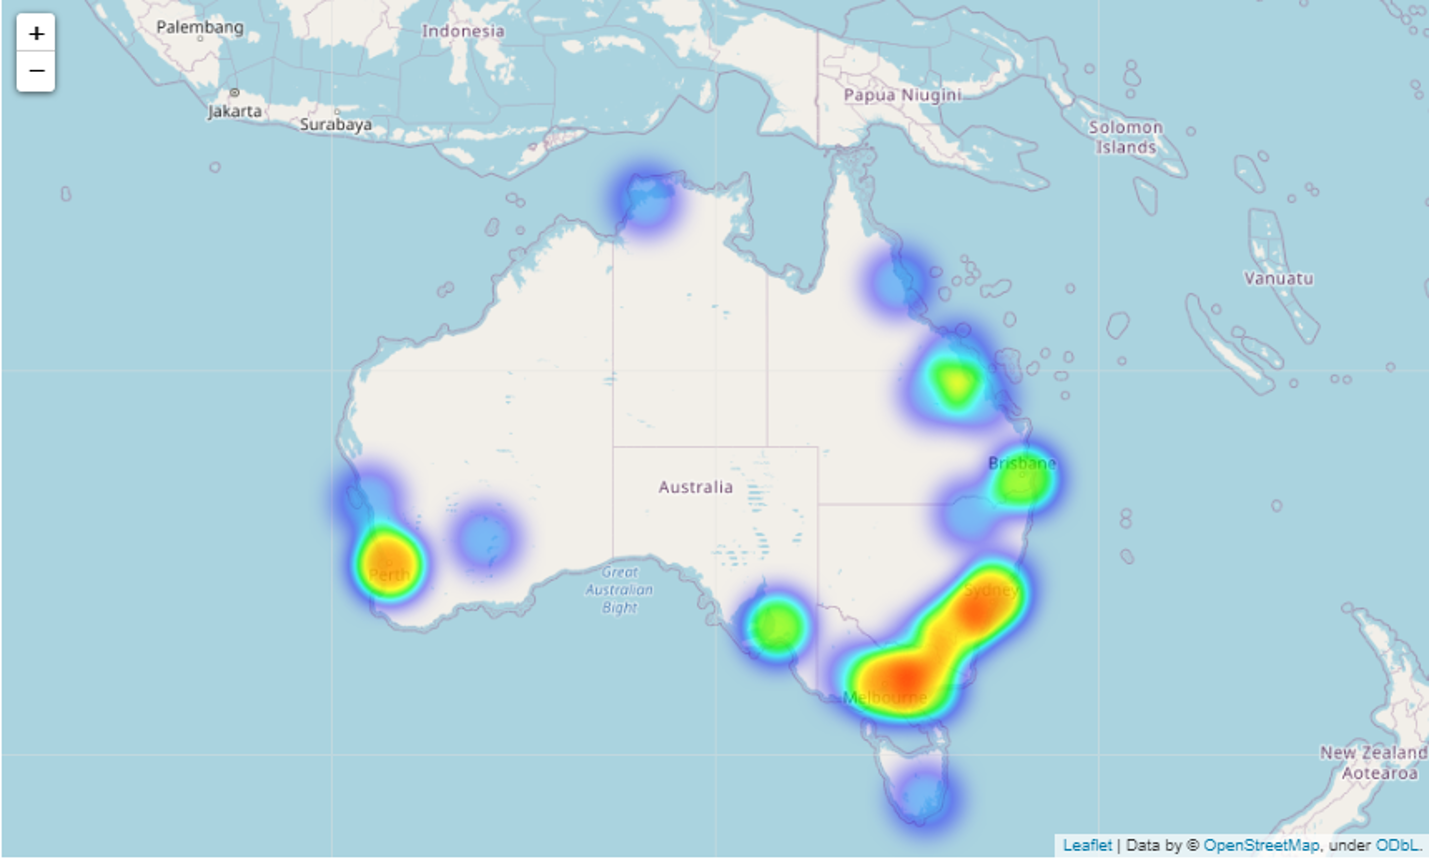 +
−
Palembang
Indonesia
Jakarta
Surabaya
Papua Niugini
Solomon
Islands
Vanuatu
Brisbane
Australia
Perth
Great
Australian
Bight
Sydney
Melbourne
New Zealand
Aotearoa
Leaflet | Data by © OpenStreetMap, under ODbL.